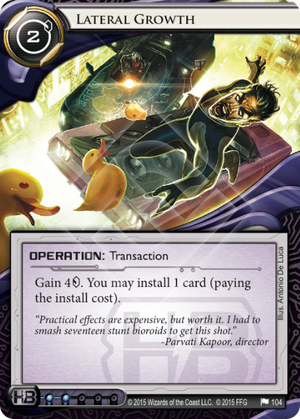 Lateral Growth
2
OPERATION: Transaction
Gain 4. You may install 1 card (paying
the install cost).
"Practical effects are expensive, but worth it. I had to
smash seventeen stunt bioroids to get this shot."
-Parvati Kapoor, director
Illus. Antonio De Luca
HB
© 2015 Wizards of the Coast LLC. © 2015 FFG
104